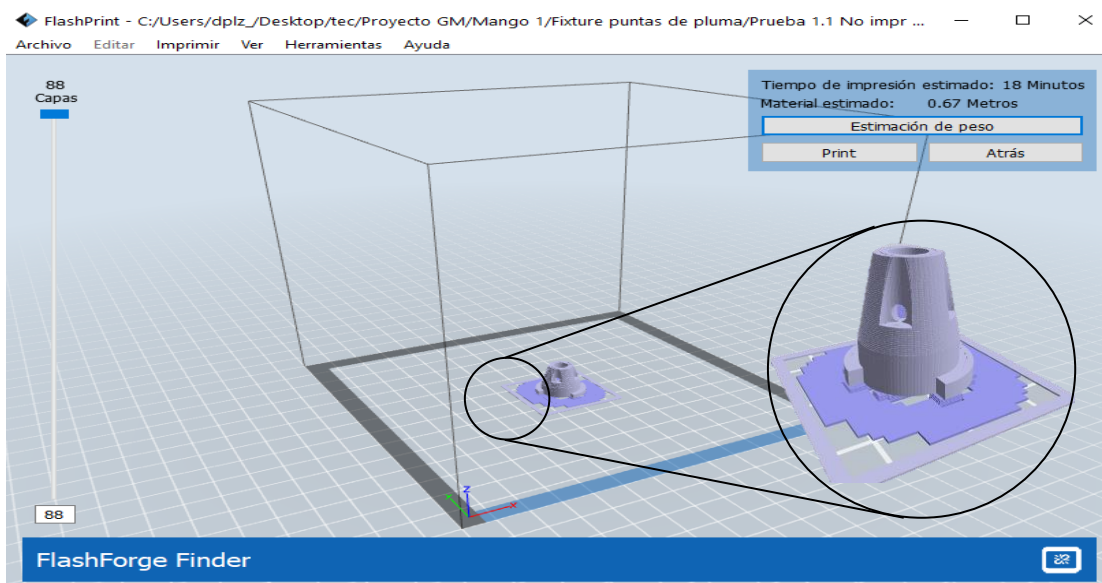 FlashPrint - C:/Users/dplz_/Desktop/tec/Proyecto GM/Mango 1/Fixture puntas de pluma/Prueba 1.1 No impr ...
Archivo Editar Imprimir Ver Herramientas Ayuda
88
Capas
Tiempo de impresión estimado: 18 Minutos
Material estimado: 0.67 Metros
Estimación de peso
Print Atrás
Z
X
88
FlashForge Finder